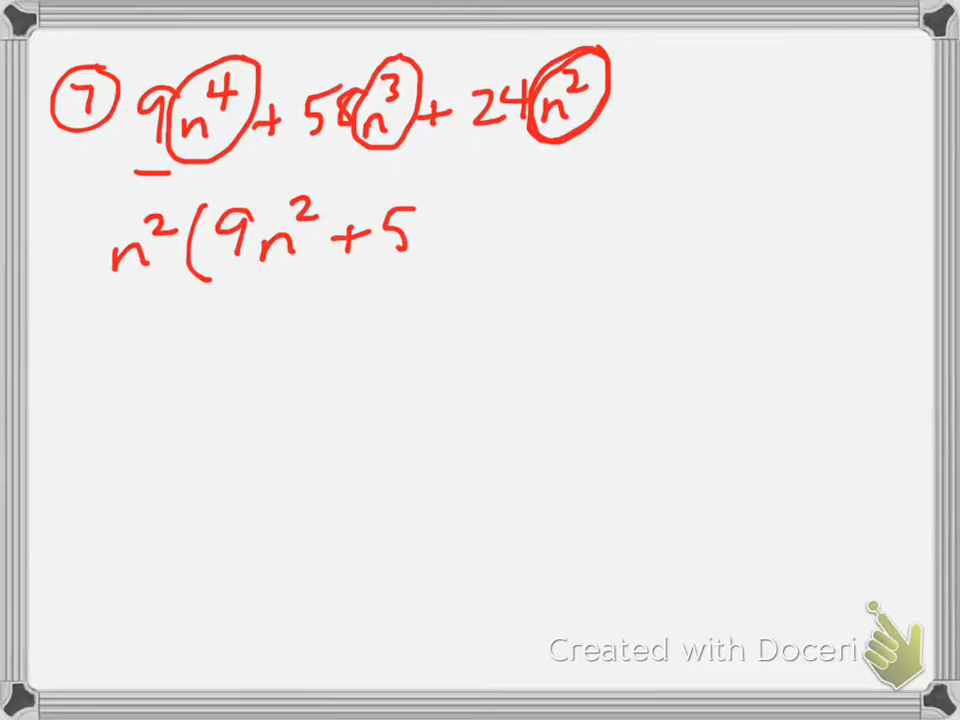 ⑦ 9n⁴ + 58n³ + 24n²
n²(9n² + 5
Created with Doceri